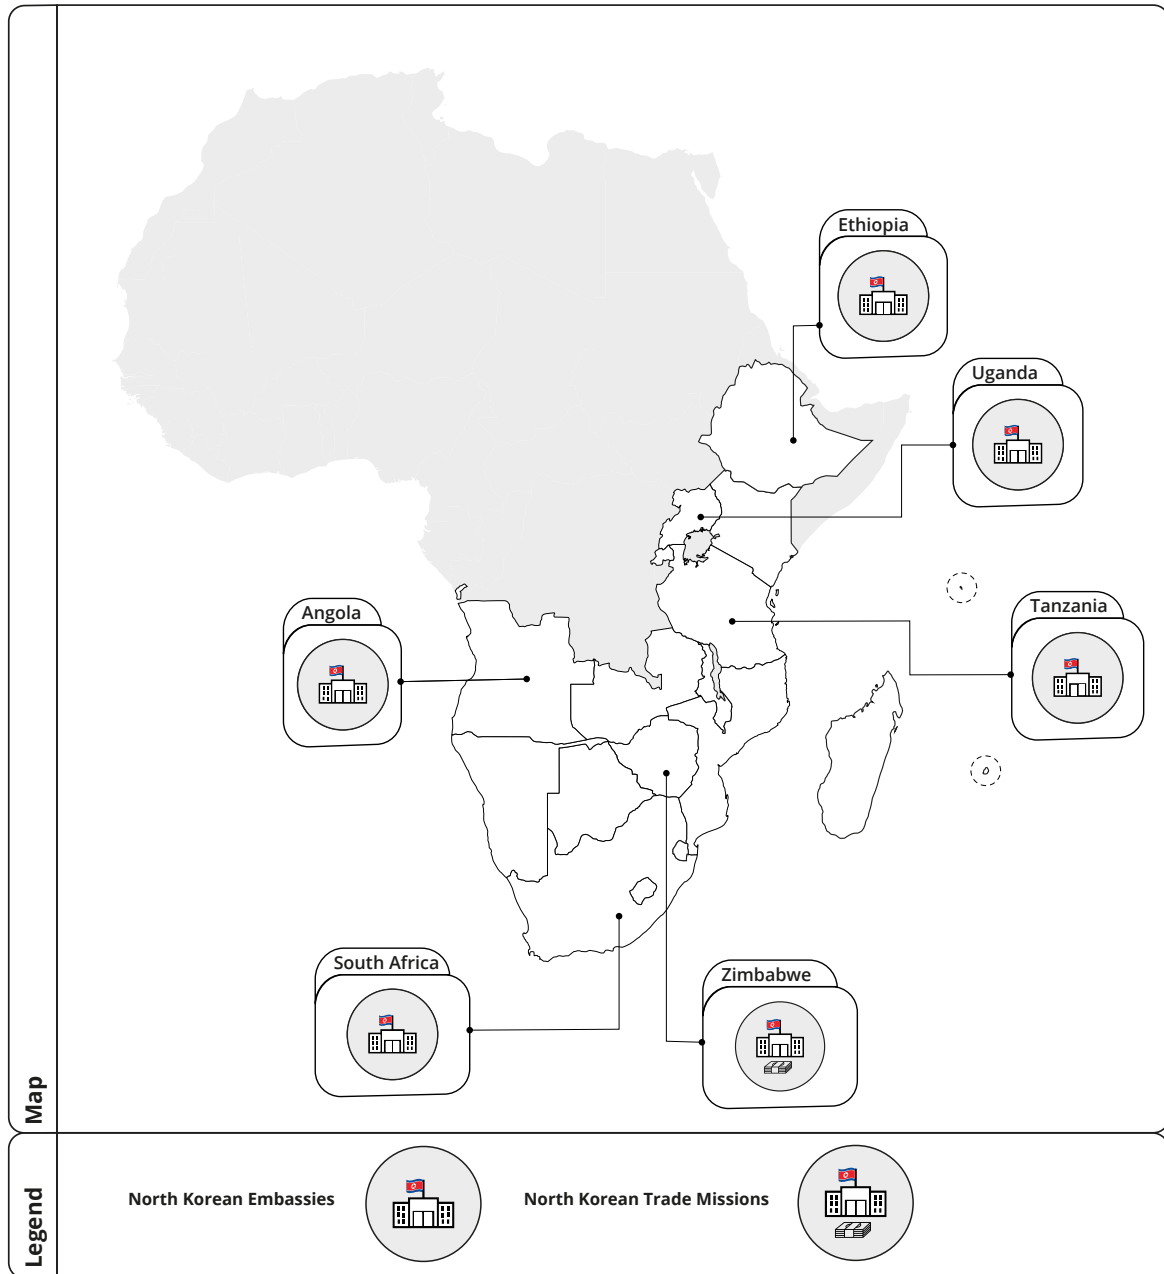 Ethiopia
Uganda
Angola
Tanzania
South Africa
Zimbabwe
Map
Legend
North Korean Embassies
North Korean Trade Missions